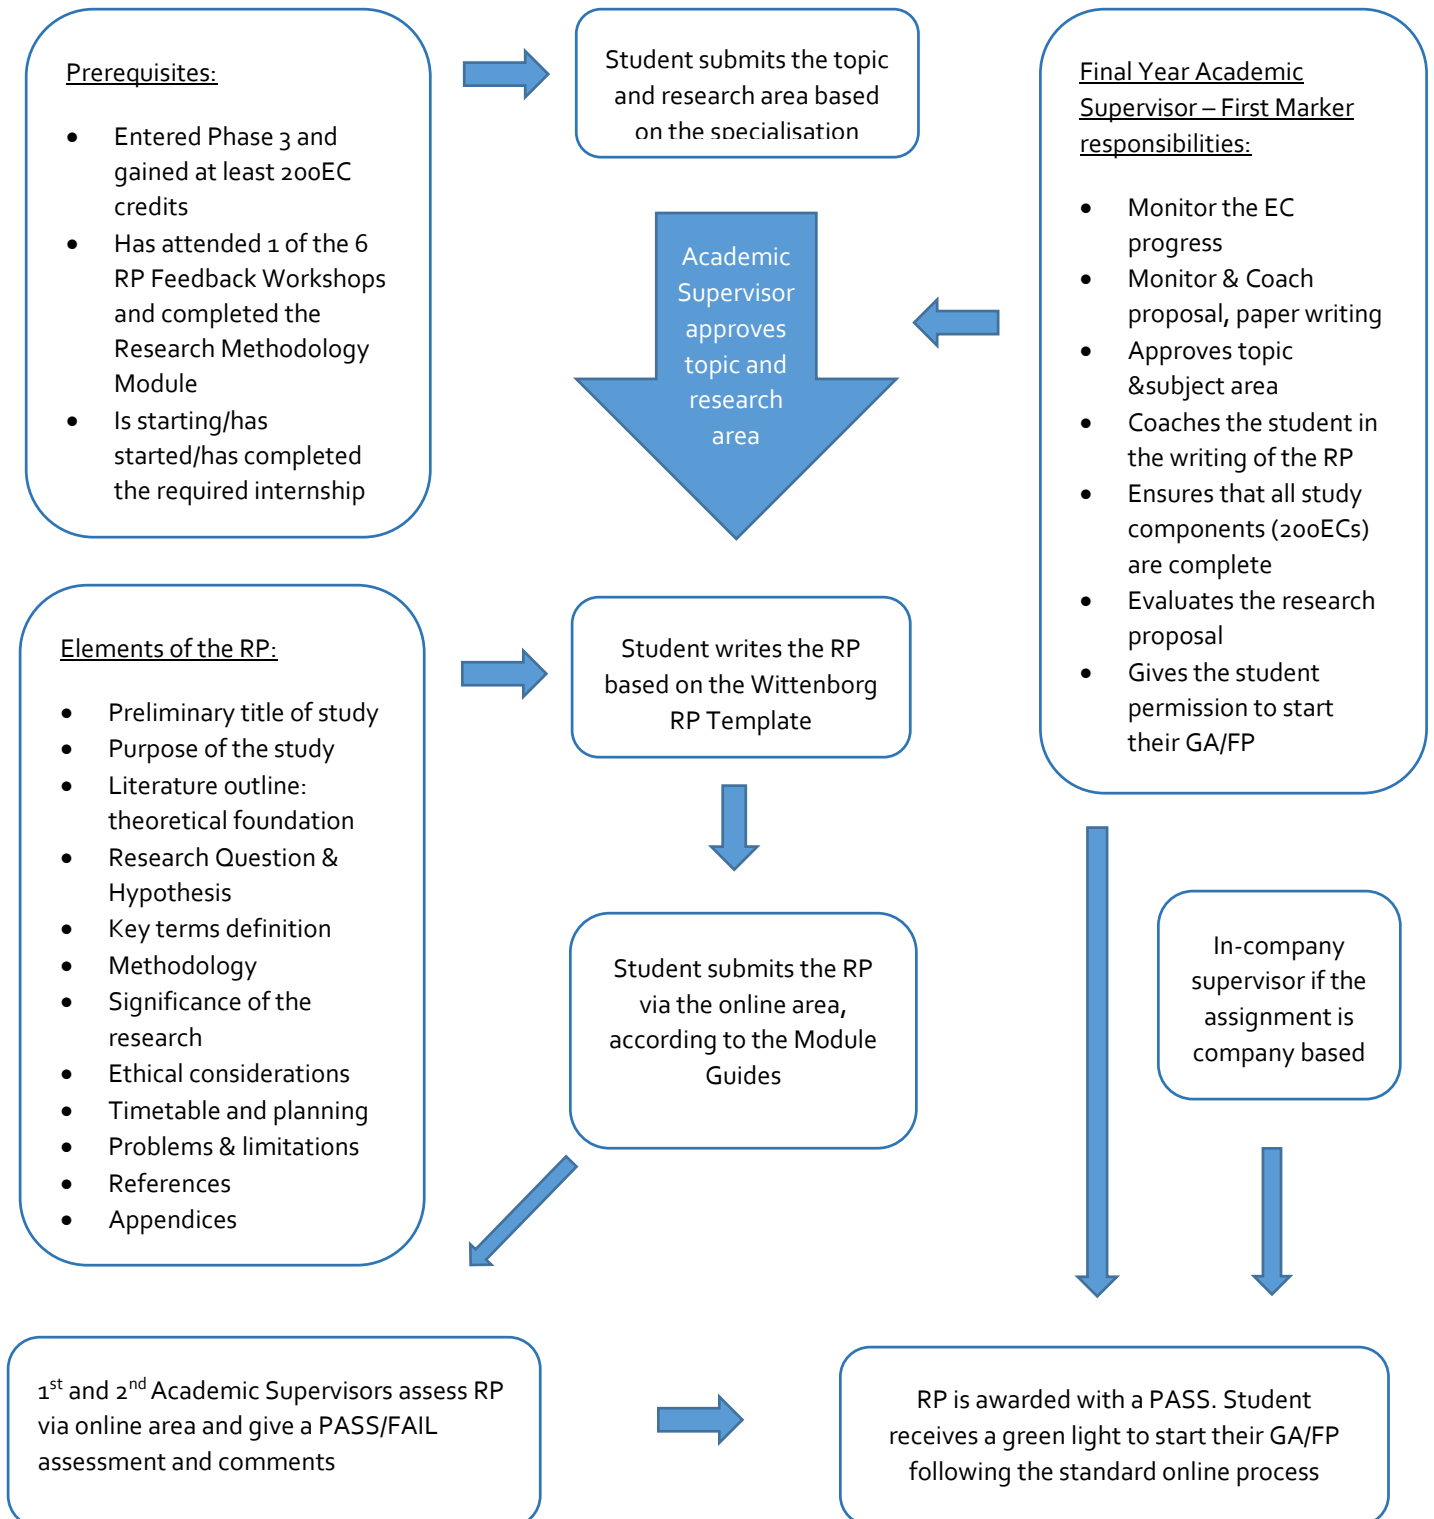 Prerequisites:
• Entered Phase 3 and
gained at least 200EC
credits
• Has attended 1 of the 6
RP Feedback Workshops
and completed the
Research Methodology
Module
• Is starting/has
started/has completed
the required internship
Student submits the topic
and research area based
on the specialisation
Academic
Supervisor
approves
topic and
research
area
Final Year Academic
Supervisor – First Marker
responsibilities:
• Monitor the EC
progress
• Monitor & Coach
proposal, paper writing
• Approves topic
&subject area
• Coaches the student in
the writing of the RP
• Ensures that all study
components (200ECs)
are complete
• Evaluates the research
proposal
• Gives the student
permission to start
their GA/FP
Elements of the RP:
• Preliminary title of study
• Purpose of the study
• Literature outline:
theoretical foundation
• Research Question &
Hypothesis
• Key terms definition
• Methodology
• Significance of the
research
• Ethical considerations
• Timetable and planning
• Problems & limitations
• References
• Appendices
Student writes the RP
based on the Wittenborg
RP Template
Student submits the RP
via the online area,
according to the Module
Guides
In-company
supervisor if the
assignment is
company based
1st and 2nd Academic Supervisors assess RP
via online area and give a PASS/FAIL
assessment and comments
RP is awarded with a PASS. Student
receives a green light to start their GA/FP
following the standard online process